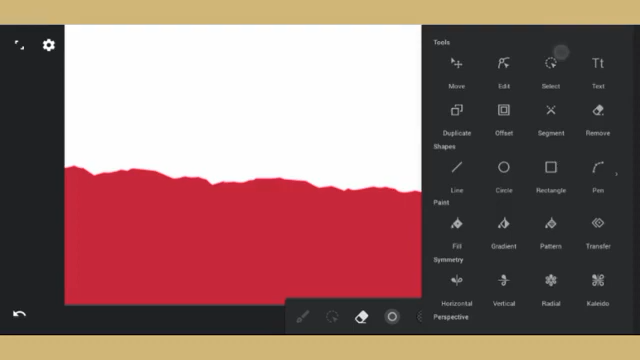 Tools
Move Edit Select Text
Duplicate Offset Segment Remove
Shapes
Line Circle Rectangle Pen
Paint
Fill Gradient Pattern Transfer
Symmetry
Horizontal Vertical Radial Kaleido
Perspective